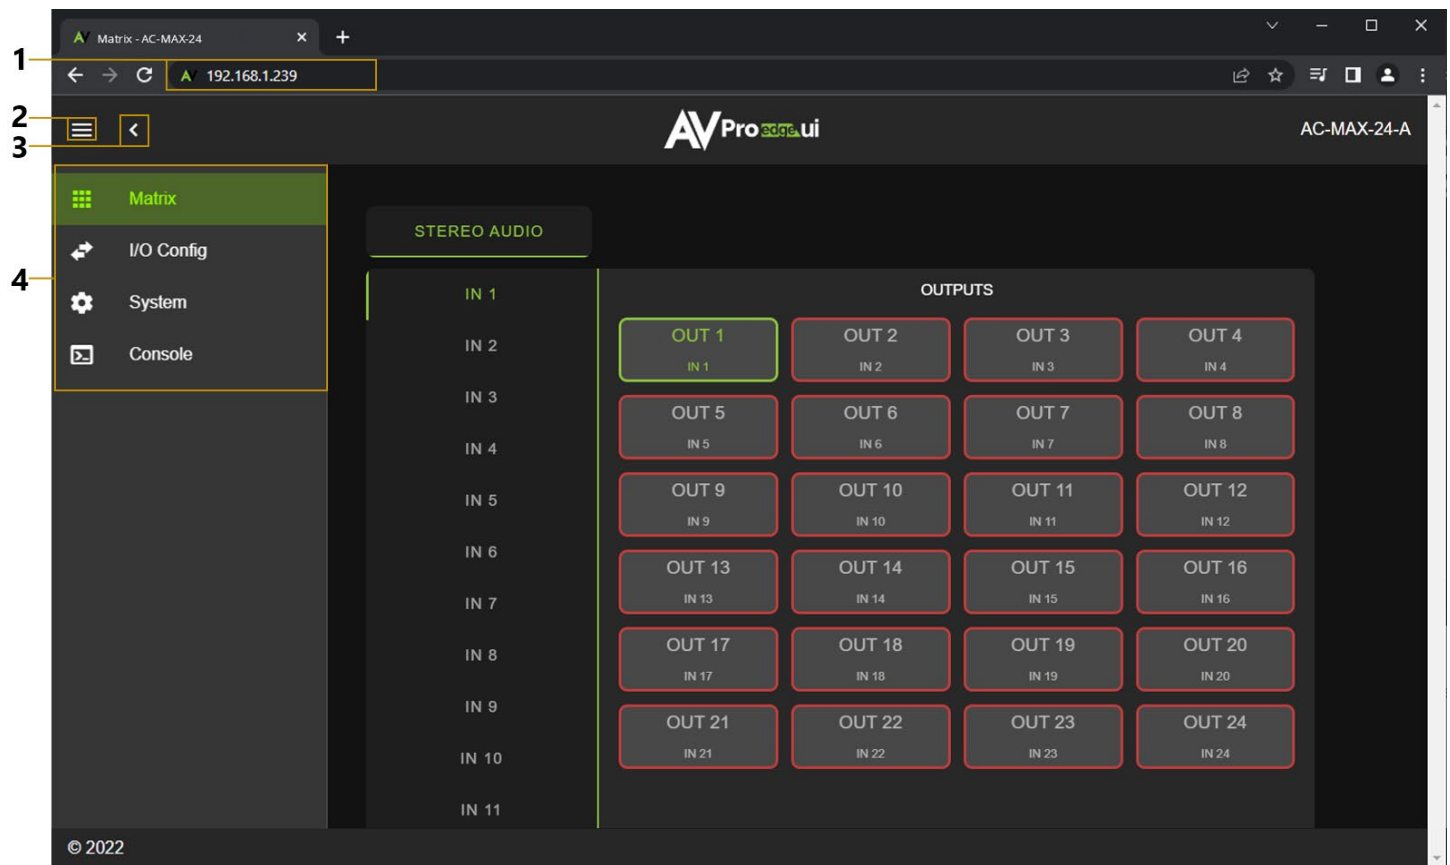 Matrix - AC-MAX-24
1
192.168.1.239
2
3
AVPro edge.ui
AC-MAX-24-A
4
Matrix
I/O Config
System
Console
STEREO AUDIO
IN 1
IN 2
IN 3
IN 4
IN 5
IN 6
IN 7
IN 8
IN 9
IN 10
IN 11
OUTPUTS
OUT 1 OUT 2 OUT 3 OUT 4
IN 1 IN 2 IN 3 IN 4
OUT 5 OUT 6 OUT 7 OUT 8
IN 5 IN 6 IN 7 IN 8
OUT 9 OUT 10 OUT 11 OUT 12
IN 9 IN 10 IN 11 IN 12
OUT 13 OUT 14 OUT 15 OUT 16
IN 13 IN 14 IN 15 IN 16
OUT 17 OUT 18 OUT 19 OUT 20
IN 17 IN 18 IN 19 IN 20
OUT 21 OUT 22 OUT 23 OUT 24
IN 21 IN 22 IN 23 IN 24
© 2022